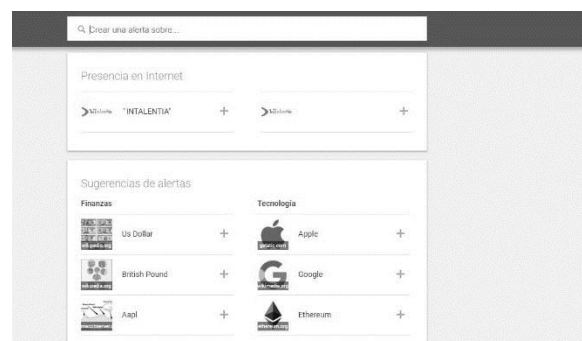 Crear una alerta sobre...
Presencia en Internet
"INTALENTIA"
Sugerencias de alertas
Finanzas
Us Dollar
British Pound
Aapl
Tecnología
Apple
Google
Ethereum